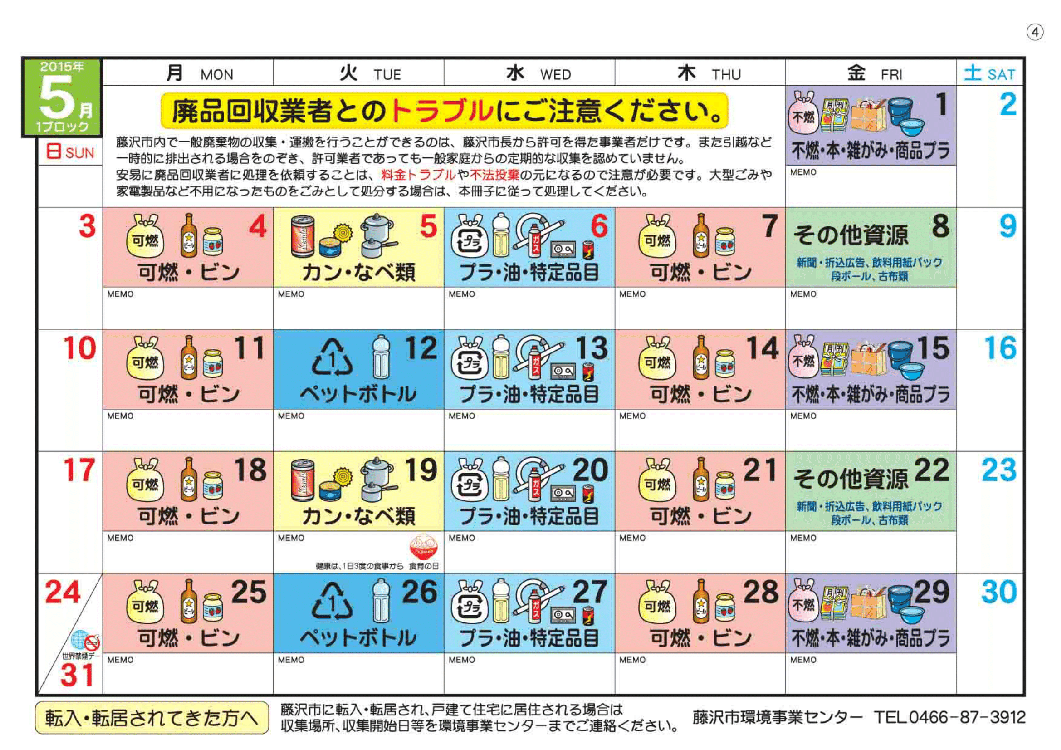 ④
2015年
5月
1ブロック
日 SUN
月 MON
火 TUE
水 WED
木 THU
金 FRI
土 SAT
廃品回収業者とのトラブルにご注意ください。
藤沢市内で一般廃棄物の収集・運搬を行うことができるのは、藤沢市長から許可を得た事業者だけです。また引越など
一時的に排出される場合をのぞき、許可業者であっても一般家庭からの定期的な収集を認めていません。
安易に廃品回収業者に処理を依頼することは、料金トラブルや不法投棄の元になるので注意が必要です。大型ごみや
家電製品など不用になったものをごみとして処分する場合は、本冊子に従って処理してください。
不燃
1
不燃・本・雑がみ・商品プラ
MEMO
2
3
可燃
4
可燃・ビン
MEMO
5
カン・なべ類
MEMO
プラ
6
プラ・油・特定品目
MEMO
可燃
7
可燃・ビン
MEMO
その他資源 8
新聞・折込広告、飲料用紙パック
段ボール、古布類
MEMO
9
10
可燃
11
可燃・ビン
MEMO
1
12
ペットボトル
MEMO
プラ
13
プラ・油・特定品目
MEMO
可燃
14
可燃・ビン
MEMO
不燃
15
不燃・本・雑がみ・商品プラ
MEMO
16
17
可燃
18
可燃・ビン
MEMO
19
カン・なべ類
MEMO
健康は、1日3度の食事から 食育の日
プラ
20
プラ・油・特定品目
MEMO
可燃
21
可燃・ビン
MEMO
その他資源 22
新聞・折込広告、飲料用紙パック
段ボール、古布類
MEMO
23
24
世界禁煙デー
31
可燃
25
可燃・ビン
MEMO
1
26
ペットボトル
MEMO
プラ
27
プラ・油・特定品目
MEMO
可燃
28
可燃・ビン
MEMO
不燃
29
不燃・本・雑がみ・商品プラ
MEMO
30
転入・転居されてきた方へ
藤沢市に転入・転居され、戸建て住宅に居住される場合は
収集場所、収集開始日等を環境事業センターまでご連絡ください。
藤沢市環境事業センター TEL0466-87-3912